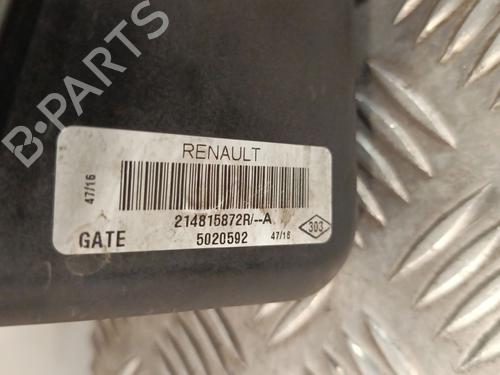 B-PARTS
RENAULT
47/16
214815872R/--A
GATE 5020592 47/16 303